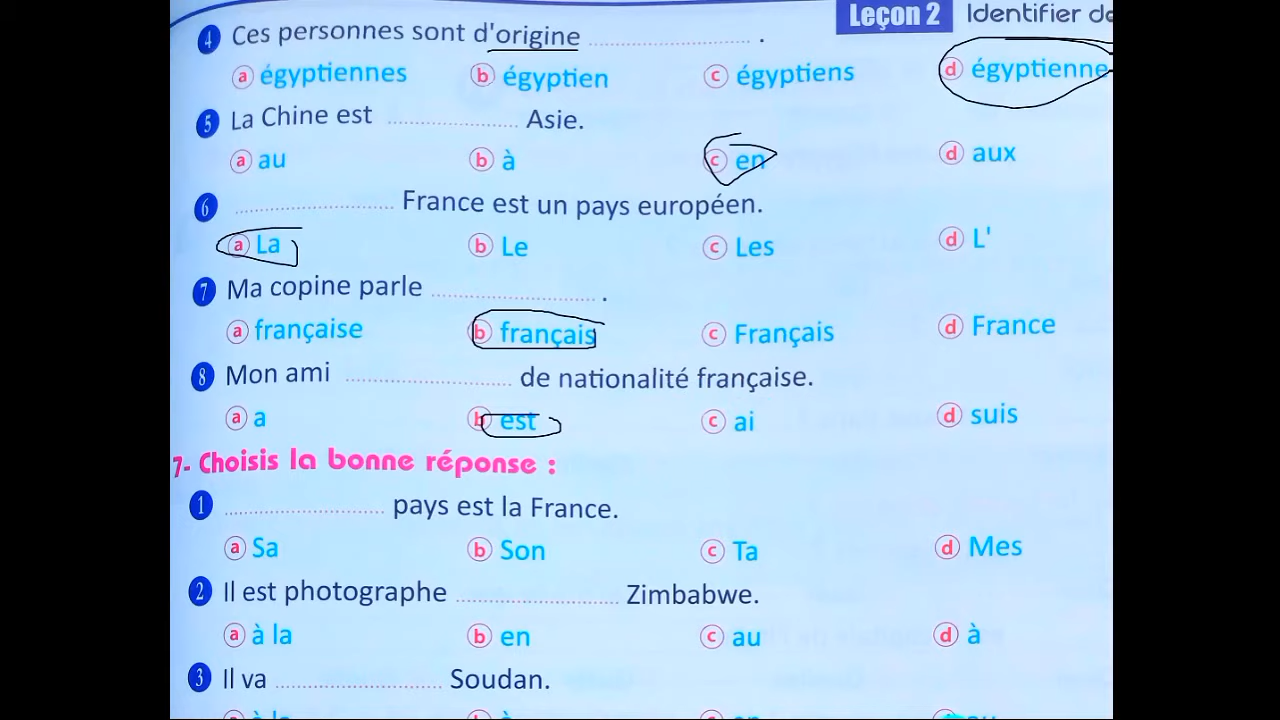 Leçon 2 Identifier
4 Ces personnes sont d'origine .............................. .
a égyptiennes b égyptien c égyptiens d égyptienne
5 La Chine est ........................ Asie.
a au b à c en d aux
6 ............................ France est un pays européen.
a La b Le c Les d L'
7 Ma copine parle ............................ .
a française b français c Français d France
8 Mon ami ............................ de nationalité française.
a a b est c ai d suis
7- Choisis la bonne réponse :
1 ............................ pays est la France.
a Sa b Son c Ta d Mes
2 Il est photographe ............................ Zimbabwe.
a à la b en c au d à
3 Il va ............................ Soudan.